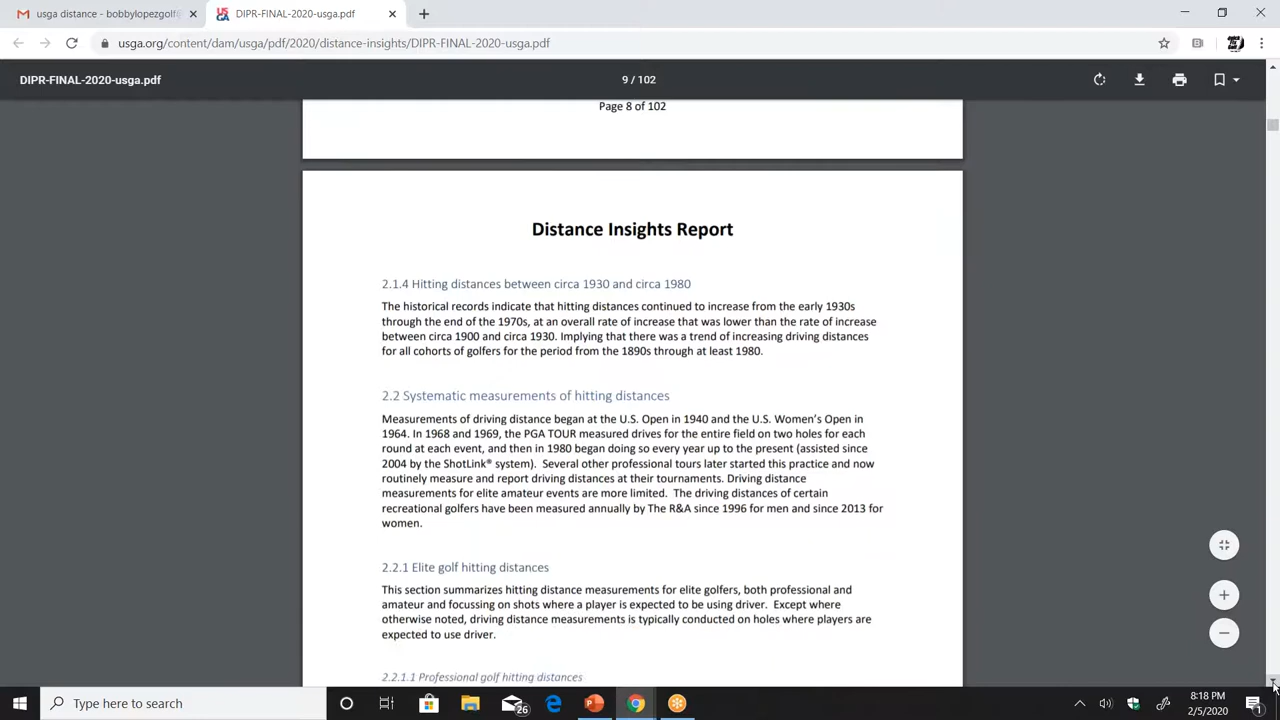 usga distance - bobbylopezgolf@
DIPR-FINAL-2020-usga.pdf
usga.org/content/dam/usga/pdf/2020/distance-insights/DIPR-FINAL-2020-usga.pdf
DIPR-FINAL-2020-usga.pdf
9 / 102
Page 8 of 102
Distance Insights Report
2.1.4 Hitting distances between circa 1930 and circa 1980
The historical records indicate that hitting distances continued to increase from the early 1930s
through the end of the 1970s, at an overall rate of increase that was lower than the rate of increase
between circa 1900 and circa 1930. Implying that there was a trend of increasing driving distances
for all cohorts of golfers for the period from the 1890s through at least 1980.
2.2 Systematic measurements of hitting distances
Measurements of driving distance began at the U.S. Open in 1940 and the U.S. Women's Open in
1964. In 1968 and 1969, the PGA TOUR measured drives for the entire field on two holes for each
round at each event, and then in 1980 began doing so every year up to the present (assisted since
2004 by the ShotLink® system).  Several other professional tours later started this practice and now
routinely measure and report driving distances at their tournaments. Driving distance
measurements for elite amateur events are more limited.  The driving distances of certain
recreational golfers have been measured annually by The R&A since 1996 for men and since 2013 for
women.
2.2.1 Elite golf hitting distances
This section summarizes hitting distance measurements for elite golfers, both professional and
amateur and focussing on shots where a player is expected to be using driver.  Except where
otherwise noted, driving distance measurements is typically conducted on holes where players are
expected to use driver.
2.2.1.1 Professional golf hitting distances
Type here to search
26
8:18 PM
2/5/2020
1